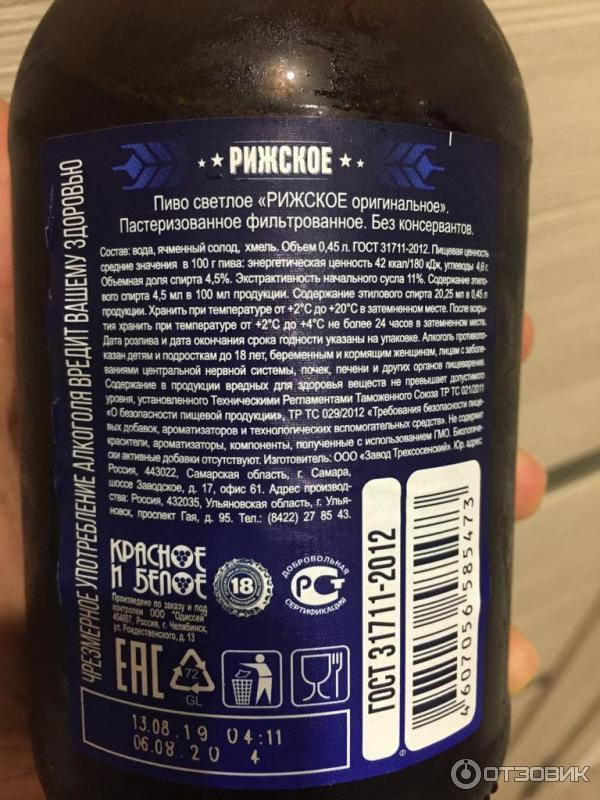 РИЖСКОЕ
Пиво светлое «РИЖСКОЕ оригинальное».
Пастеризованное фильтрованное. Без консервантов.
Состав: вода, ячменный солод, хмель. Объем 0,45 л. ГОСТ 31711-2012. Пищевая ценность
средние значения в 100 г пива: энергетическая ценность 42 ккал/180 кДж, углеводы 4,6 г.
Объемная доля спирта 4,5%. Экстрактивность начального сусла 11%. Содержание этилово-
го спирта 4,5 мл в 100 мл продукции. Содержание этилового спирта 20,25 мл в 0,45 л
продукции. Хранить при температуре от +2°С до +20°С в затемненном месте. После вскры-
тия хранить при температуре от +2°С до +4°С не более 24 часов в затемненном месте.
Дата розлива и дата окончания срока годности указаны на упаковке. Алкоголь противопо-
казан детям и подросткам до 18 лет, беременным и кормящим женщинам, лицам с заболе-
ваниями центральной нервной системы, почек, печени и других органов пищеварения.
Содержание в продукции вредных для здоровья веществ не превышает допустимого
уровня, установленного Техническими Регламентами Таможенного Союза ТР ТС 021/2011
«О безопасности пищевой продукции», ТР ТС 029/2012 «Требования безопасности пище-
вых добавок, ароматизаторов и технологических вспомогательных средств». Не содержит
красители, ароматизаторы, компоненты, полученные с использованием ГМО. Биологиче-
ски активные добавки отсутствуют. Изготовитель: ООО «Завод Трехсосенский». Юр. адрес:
Россия, 443022, Самарская область, г. Самара,
шоссе Заводское, д. 17, офис 61. Адрес производ-
ства: Россия, 432035, Ульяновская область, г. Улья-
новск, проспект Гая, д. 95. Тел.: (8422) 27 85 43.
ЧРЕЗМЕРНОЕ УПОТРЕБЛЕНИЕ АЛКОГОЛЯ ВРЕДИТ ВАШЕМУ ЗДОРОВЬЮ
КРАСНОЕ
И БЕЛОЕ
18
ДОБРОВОЛЬНАЯ
РСТ
СЕРТИФИКАЦИЯ
Произведено по заказу и под
контролем ООО "Одиссей"
454087, Россия, г. Челябинск,
ул. Рождественского, д. 13
ЕАС
72
GL
ГОСТ 31711-2012
4607056585473
13.08.19 04:11
06.08.20 4
ОТЗОВИК